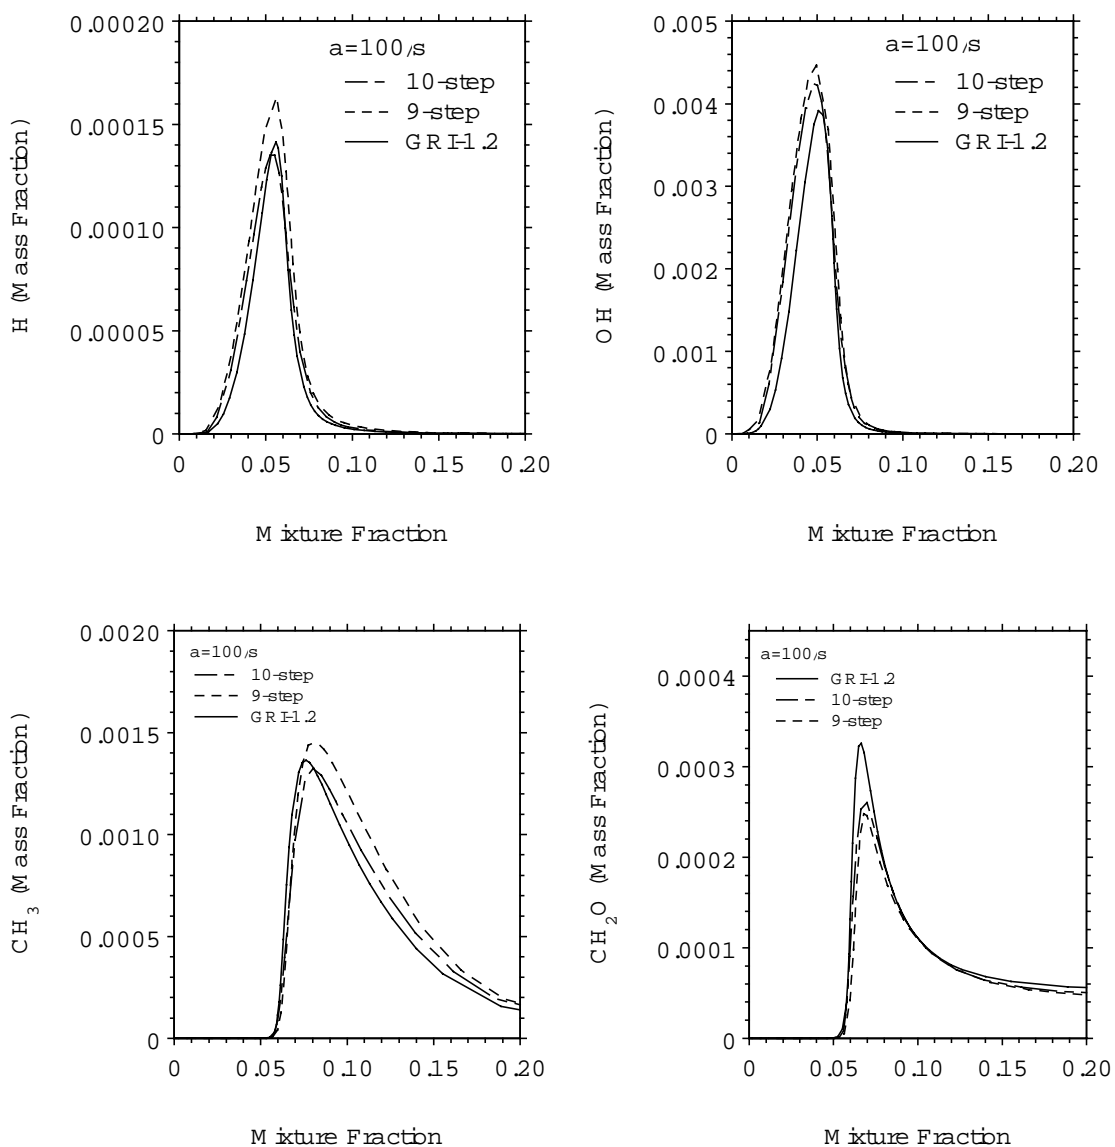 0.00020
0.00015
0.00010
0.00005
0
H (Mass Fraction)
a=100/s
10-step
9-step
GRI-1.2
0 0.05 0.10 0.15 0.20
Mixture Fraction
0.005
0.004
0.003
0.002
0.001
0
OH (Mass Fraction)
a=100/s
10-step
9-step
GRI-1.2
0 0.05 0.10 0.15 0.20
Mixture Fraction
0.0020
0.0015
0.0010
0.0005
0
CH3 (Mass Fraction)
a=100/s
10-step
9-step
GRI-1.2
0 0.05 0.10 0.15 0.20
Mixture Fraction
0.0004
0.0003
0.0002
0.0001
0
CH2O (Mass Fraction)
a=100/s
GRI-1.2
10-step
9-step
0 0.05 0.10 0.15 0.20
Mixture Fraction